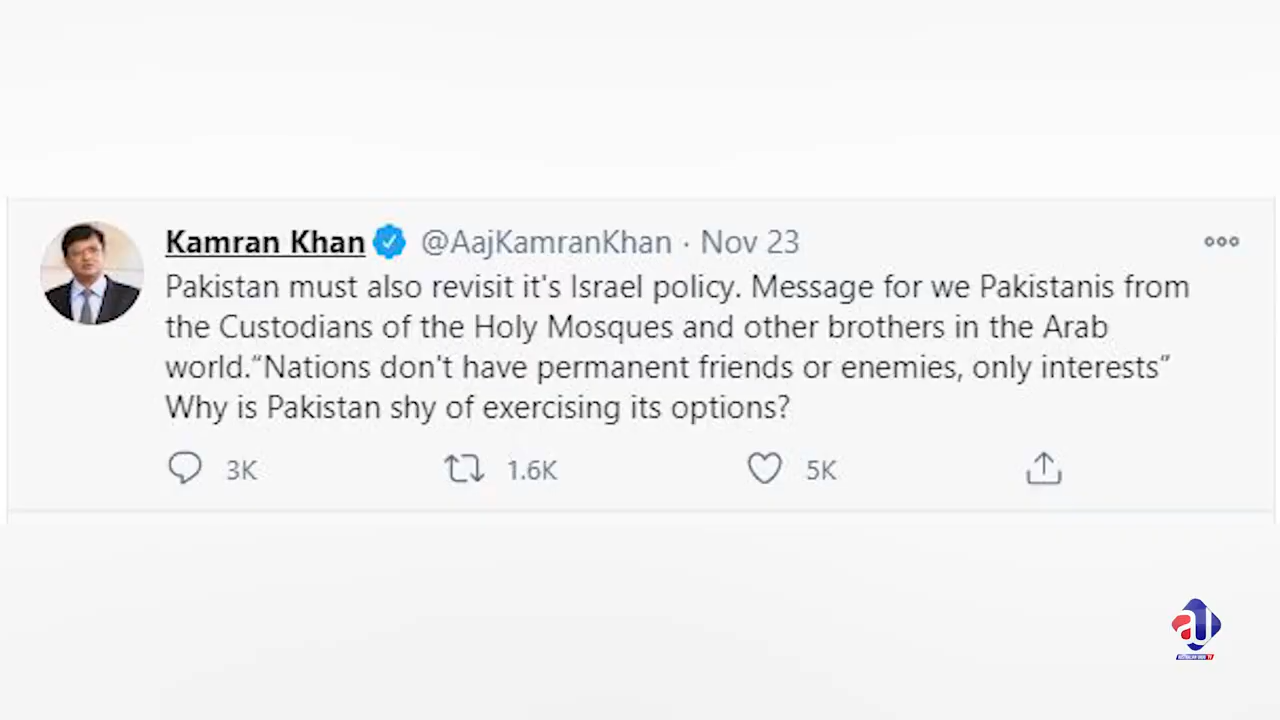 Kamran Khan @AajKamranKhan · Nov 23
Pakistan must also revisit it's Israel policy. Message for we Pakistanis from
the Custodians of the Holy Mosques and other brothers in the Arab
world.“Nations don't have permanent friends or enemies, only interests”
Why is Pakistan shy of exercising its options?
3K 1.6K 5K